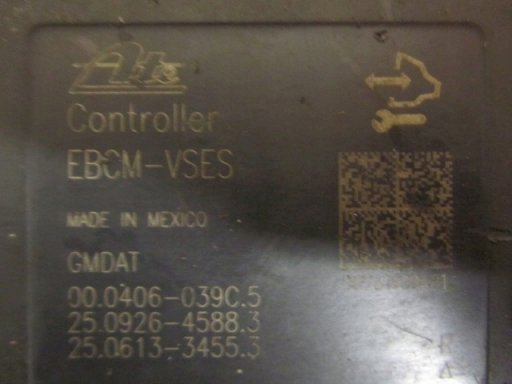 Ate
Controller
EBCM-VSES
MADE IN MEXICO
GMDAT
00.0406-039C.5
25.0926-4588.3
25.0613-3455.3